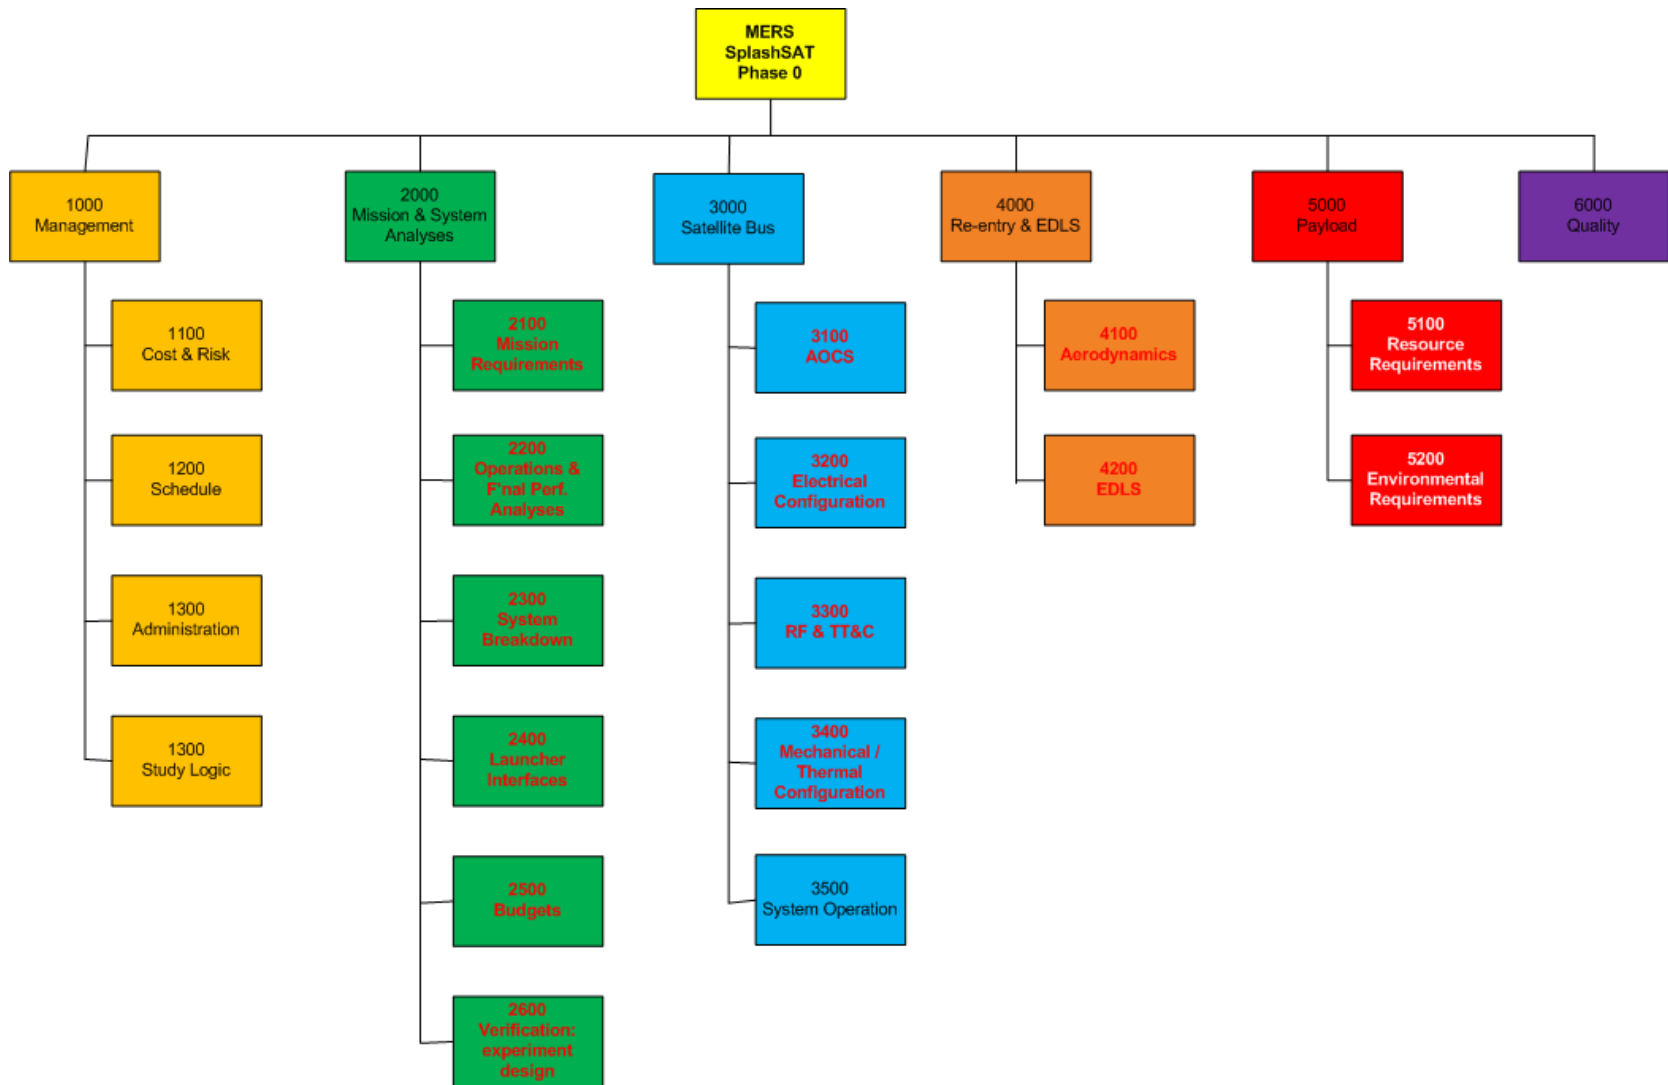 MERS
SplashSAT
Phase 0
1000
Management
2000
Mission & System
Analyses
3000
Satellite Bus
4000
Re-entry & EDLS
5000
Payload
6000
Quality
1100
Cost & Risk
1200
Schedule
1300
Administration
1300
Study Logic
2100
Mission
Requirements
2200
Operations &
F'nal Perf.
Analyses
2300
System
Breakdown
2400
Launcher
Interfaces
2500
Budgets
2600
Verification:
experiment
design
3100
AOCS
3200
Electrical
Configuration
3300
RF & TT&C
3400
Mechanical /
Thermal
Configuration
3500
System Operation
4100
Aerodynamics
4200
EDLS
5100
Resource
Requirements
5200
Environmental
Requirements